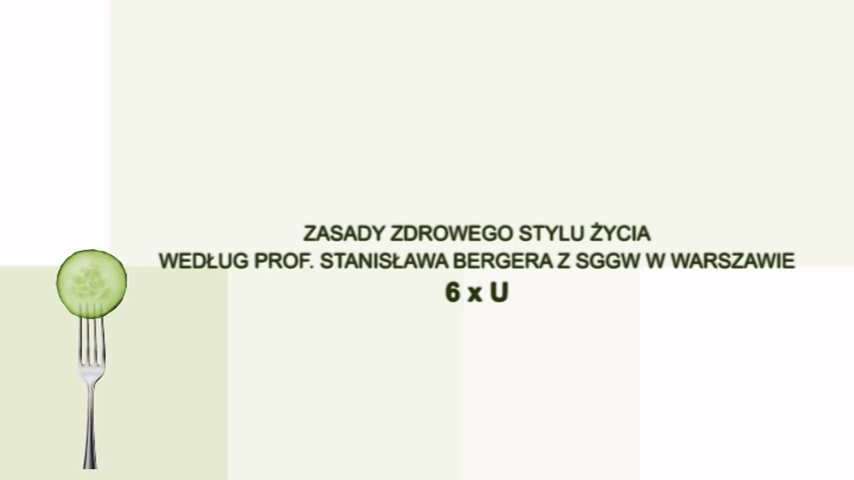 ZASADY ZDROWEGO STYLU ŻYCIA
WEDŁUG PROF. STANISŁAWA BERGERA Z SGGW W WARSZAWIE
6 x U